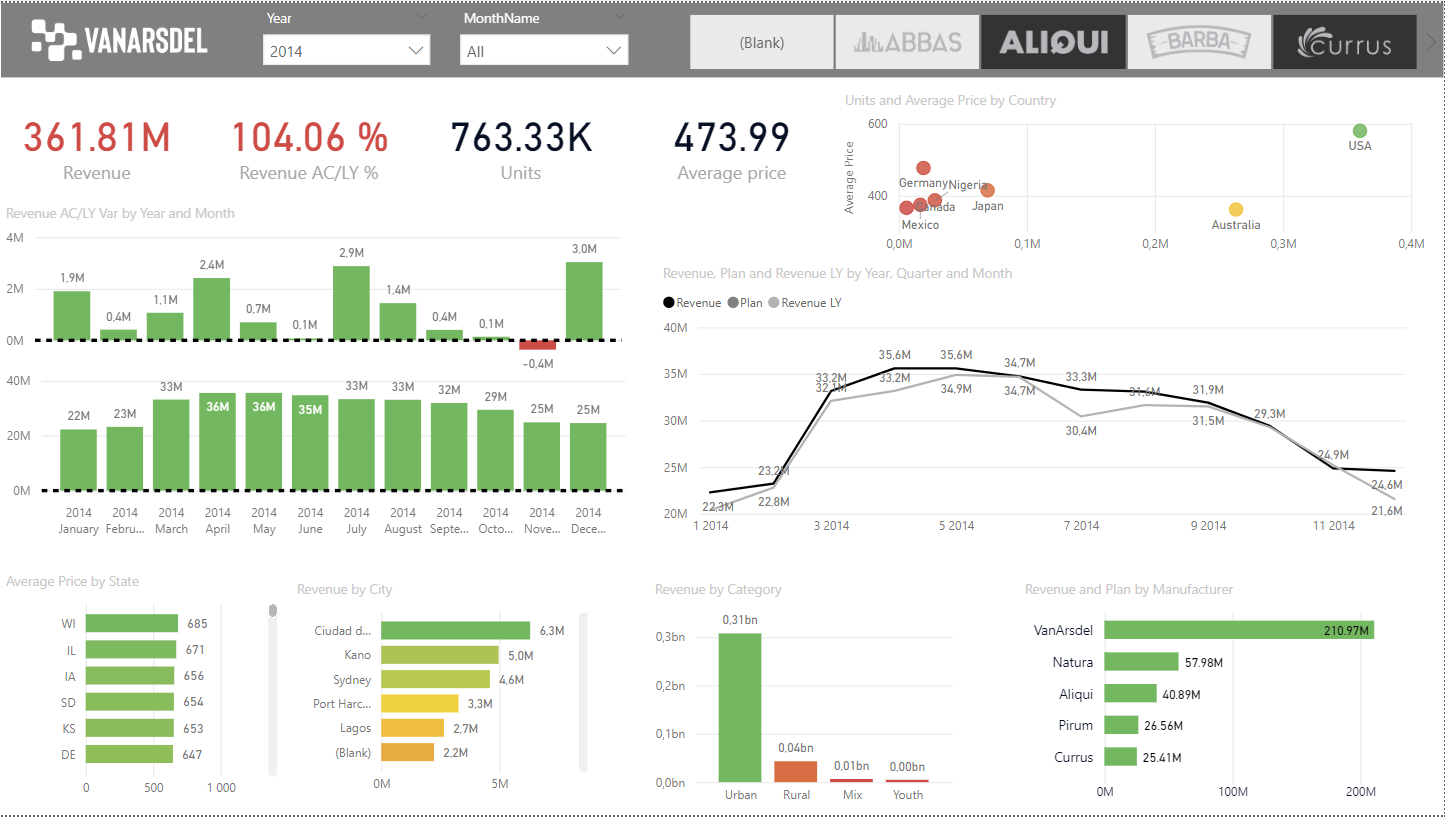 VANARSDEL
Year
2014
MonthName
All
(Blank)
ABBAS
ALIQUI
BARBA
Currus
361.81M
Revenue
104.06 %
Revenue AC/LY %
763.33K
Units
473.99
Average price
Units and Average Price by Country
Average Price
600
400
USA
Germany
Nigeria
Canada
Japan
Mexico
Australia
0,0M 0,1M 0,2M 0,3M 0,4M
Revenue AC/LY Var by Year and Month
4M
2M
0M
1,9M 0,4M 1,1M 2,4M 0,7M 0,1M 2,9M 1,4M 0,4M 0,1M -0,4M 3,0M
40M
20M
0M
22M 23M 33M 36M 36M 35M 33M 33M 32M 29M 25M 25M
2014 2014 2014 2014 2014 2014 2014 2014 2014 2014 2014 2014
January Febru... March April May June July August Septe... Octo... Nove... Dece...
Revenue, Plan and Revenue LY by Year, Quarter and Month
Revenue Plan Revenue LY
40M
35M
30M
25M
20M
23,2M 33,2M 35,6M 35,6M 34,7M 33,3M 31,6M 31,9M 29,3M 24,9M 24,6M
22,3M 22,8M 32,1M 33,2M 34,9M 34,7M 30,4M 31,5M 21,6M
1 2014 3 2014 5 2014 7 2014 9 2014 11 2014
Average Price by State
WI 685
IL 671
IA 656
SD 654
KS 653
DE 647
0 500 1 000
Revenue by City
Ciudad d... 6,3M
Kano 5,0M
Sydney 4,6M
Port Harc... 3,3M
Lagos 2,7M
(Blank) 2,2M
0M 5M
Revenue by Category
0,3bn
0,2bn
0,1bn
0,0bn
0,31bn 0,04bn 0,01bn 0,00bn
Urban Rural Mix Youth
Revenue and Plan by Manufacturer
VanArsdel 210.97M
Natura 57.98M
Aliqui 40.89M
Pirum 26.56M
Currus 25.41M
0M 100M 200M